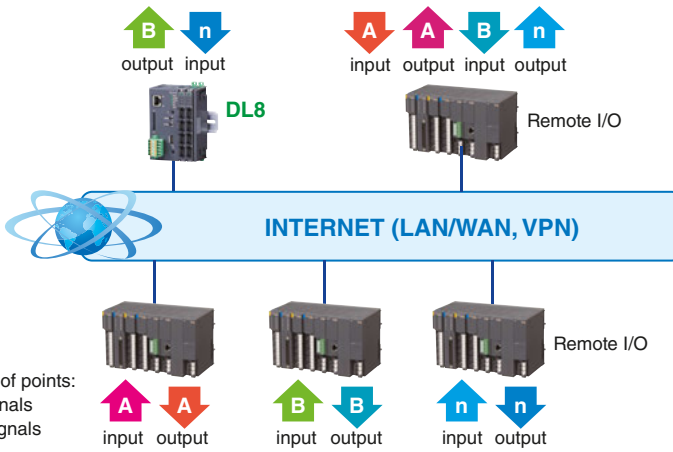 B n
output input
DL8
A A B n
input output input output
Remote I/O
INTERNET (LAN/WAN, VPN)
Remote I/O
of points:
nals
gnals
A A
input output
B B
input output
n n
input output